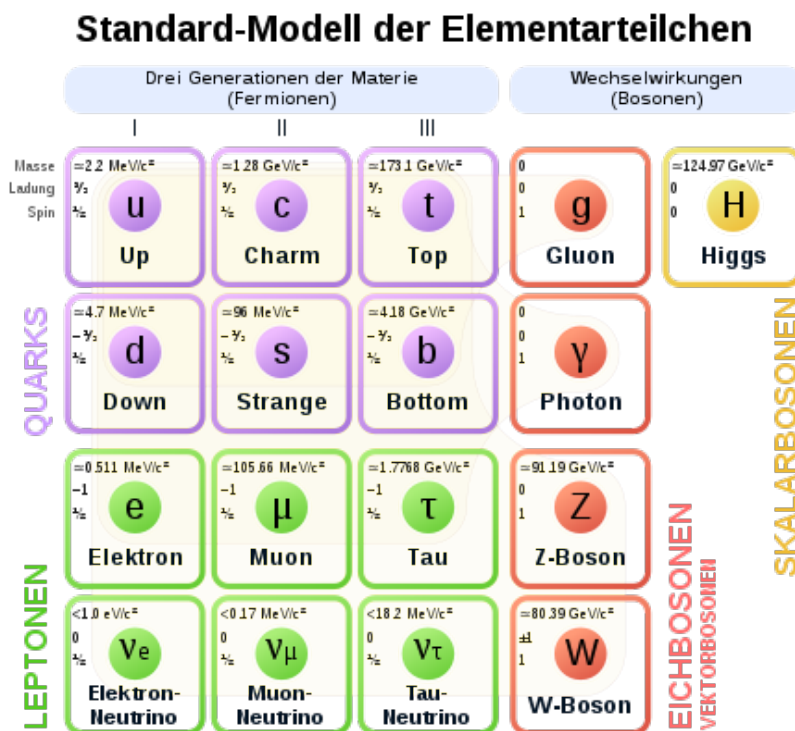 Standard-Modell der Elementarteilchen
Drei Generationen der Materie
(Fermionen)
Wechselwirkungen
(Bosonen)
I II III
Masse
Ladung
Spin
≃2.2 MeV/c²
⅔
½
u
Up
≃1.28 GeV/c²
⅔
½
c
Charm
≃173.1 GeV/c²
⅔
½
t
Top
0
0
1
g
Gluon
≃124.97 GeV/c²
0
0
H
Higgs
QUARKS
≃4.7 MeV/c²
−⅓
½
d
Down
≃96 MeV/c²
−⅓
½
s
Strange
≃4.18 GeV/c²
−⅓
½
b
Bottom
0
0
1
γ
Photon
SKALARBOSONEN
LEPTONEN
≃0.511 MeV/c²
−1
½
e
Elektron
≃105.66 MeV/c²
−1
½
μ
Muon
≃1.7768 GeV/c²
−1
½
τ
Tau
≃91.19 GeV/c²
0
1
Z
Z-Boson
<1.0 eV/c²
0
½
νe
Elektron-
Neutrino
<0.17 MeV/c²
0
½
νμ
Muon-
Neutrino
<18.2 MeV/c²
0
½
ντ
Tau-
Neutrino
≃80.39 GeV/c²
±1
1
W
W-Boson
EICHBOSONEN
VEKTORBOSONEN